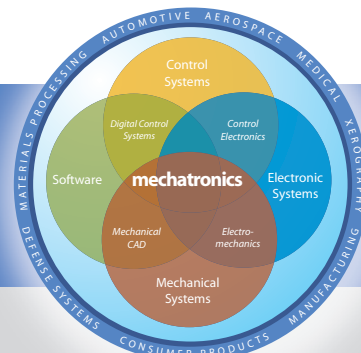 MATERIALS PROCESSING AUTOMOTIVE AEROSPACE MEDICAL XEROGRAPHY
DEFENSE SYSTEMS CONSUMER PRODUCTS MANUFACTURING
Control
Systems
Digital Control
Systems
Control
Electronics
Software
mechatronics
Electronic
Systems
Mechanical
CAD
Electro-
mechanics
Mechanical
Systems